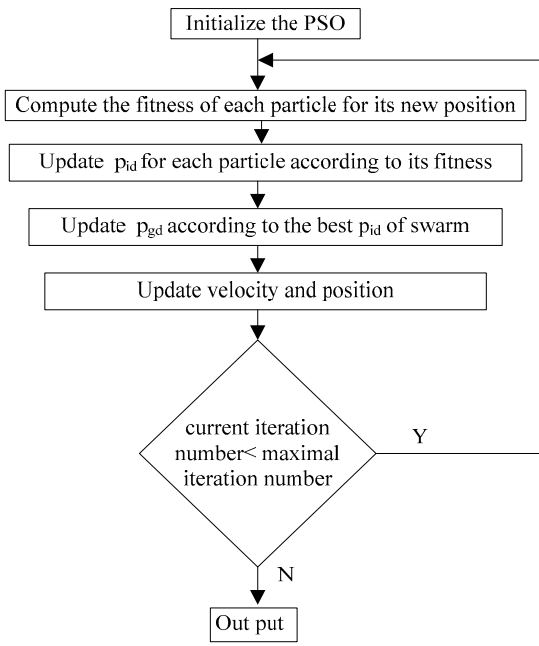 Initialize the PSO
Compute the fitness of each particle for its new position
Update pid for each particle according to its fitness
Update pgd according to the best pid of swarm
Update velocity and position
current iteration
number< maximal
iteration number
Y
N
Out put